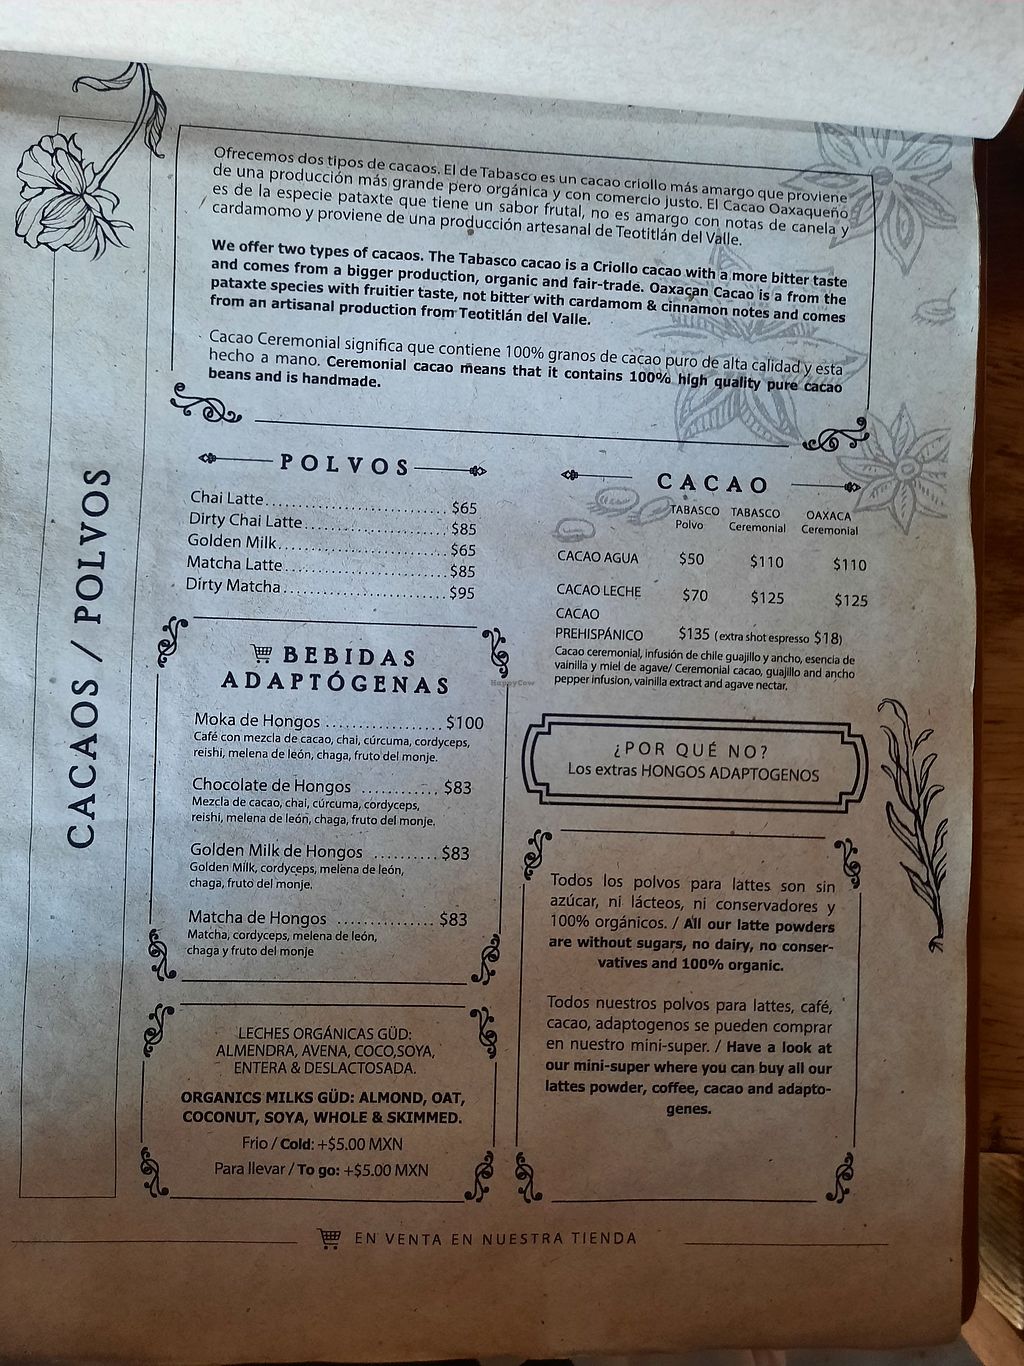 Ofrecemos dos tipos de cacaos. El de Tabasco es un cacao criollo más amargo que proviene
de una producción más grande pero orgánica y con comercio justo. El Cacao Oaxaqueño
es de la especie pataxte que tiene un sabor frutal, no es amargo con notas de canela y
cardamomo y proviene de una producción artesanal de Teotitlán del Valle.
We offer two types of cacaos. The Tabasco cacao is a Criollo cacao with a more bitter taste
and comes from a bigger production, organic and fair-trade. Oaxacan Cacao is a from the
pataxte species with fruitier taste, not bitter with cardamom & cinnamon notes and comes
from an artisanal production from Teotitlán del Valle.
Cacao Ceremonial significa que contiene 100% granos de cacao puro de alta calidad y esta
hecho a mano. Ceremonial cacao means that it contains 100% high quality pure cacao
beans and is handmade.
CACAOS / POLVOS
POLVOS
Chai Latte........................... $65
Dirty Chai Latte..................... $85
Golden Milk.......................... $65
Matcha Latte......................... $85
Dirty Matcha......................... $95
BEBIDAS
ADAPTÓGENAS
Moka de Hongos ................ $100
Café con mezcla de cacao, chai, cúrcuma, cordyceps,
reishi, melena de león, chaga, fruto del monje.
Chocolate de Hongos ........... $83
Mezcla de cacao, chai, cúrcuma, cordyceps,
reishi, melena de león, chaga, fruto del monje.
Golden Milk de Hongos .......... $83
Golden Milk, cordyceps, melena de león,
chaga, fruto del monje.
Matcha de Hongos .............. $83
Matcha, cordyceps, melena de león,
chaga y fruto del monje
LECHES ORGÁNICAS GÜD:
ALMENDRA, AVENA, COCO,SOYA,
ENTERA & DESLACTOSADA.
ORGANICS MILKS GÜD: ALMOND, OAT,
COCONUT, SOYA, WHOLE & SKIMMED.
Frio / Cold: +$5.00 MXN
Para llevar / To go: +$5.00 MXN
CACAO
TABASCO TABASCO OAXACA
Polvo Ceremonial Ceremonial
CACAO AGUA $50 $110 $110
CACAO LECHE $70 $125 $125
CACAO
PREHISPÁNICO $135 (extra shot espresso $18)
Cacao ceremonial, infusión de chile guajillo y ancho, esencia de
vainilla y miel de agave/ Ceremonial cacao, guajillo and ancho
pepper infusion, vainilla extract and agave nectar.
¿POR QUÉ NO?
Los extras HONGOS ADAPTOGENOS
Todos los polvos para lattes son sin
azúcar, ni lácteos, ni conservadores y
100% orgánicos. / All our latte powders
are without sugars, no dairy, no conser-
vatives and 100% organic.
Todos nuestros polvos para lattes, café,
cacao, adaptogenos se pueden comprar
en nuestro mini-super. / Have a look at
our mini-super where you can buy all our
lattes powder, coffee, cacao and adapto-
genes.
EN VENTA EN NUESTRA TIENDA
HappyCow